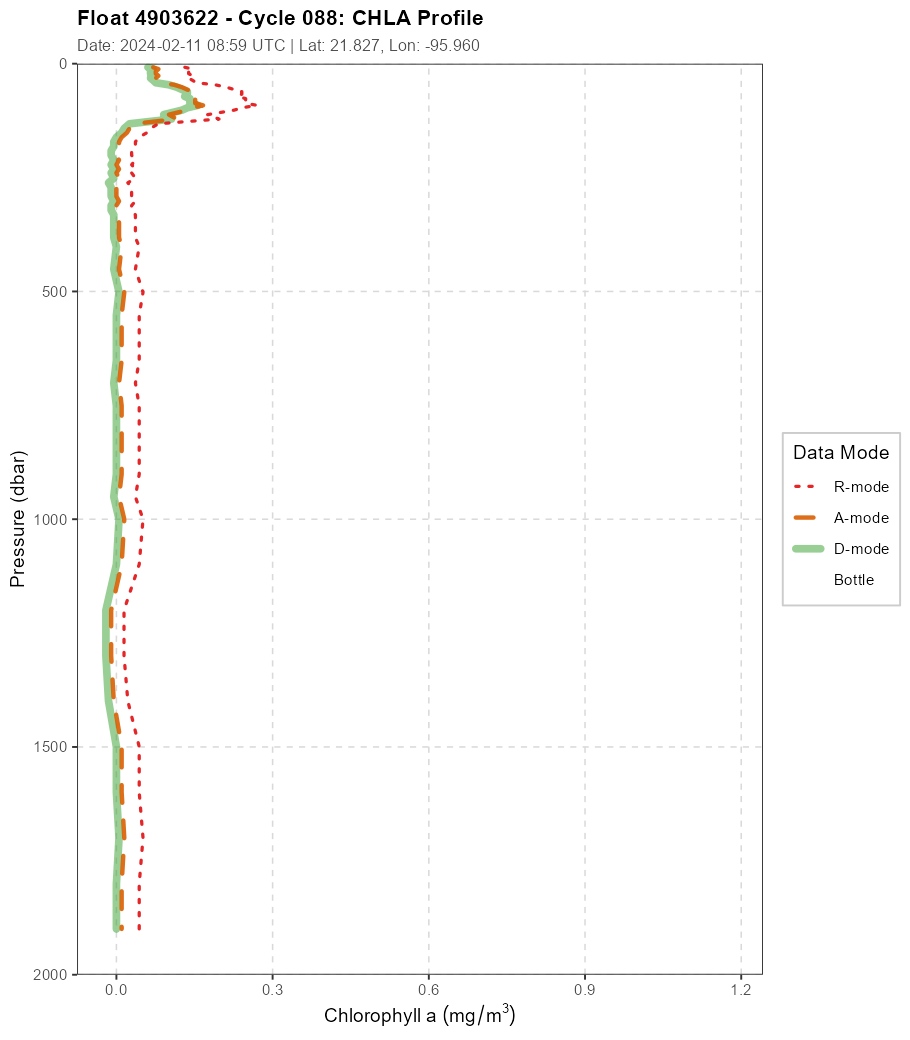 Float 4903622 - Cycle 088: CHLA Profile
Date: 2024-02-11 08:59 UTC | Lat: 21.827, Lon: -95.960
0
500
1000
1500
2000
Pressure (dbar)
0.0 0.3 0.6 0.9 1.2
Chlorophyll a (mg/m³)
Data Mode
R-mode
A-mode
D-mode
Bottle